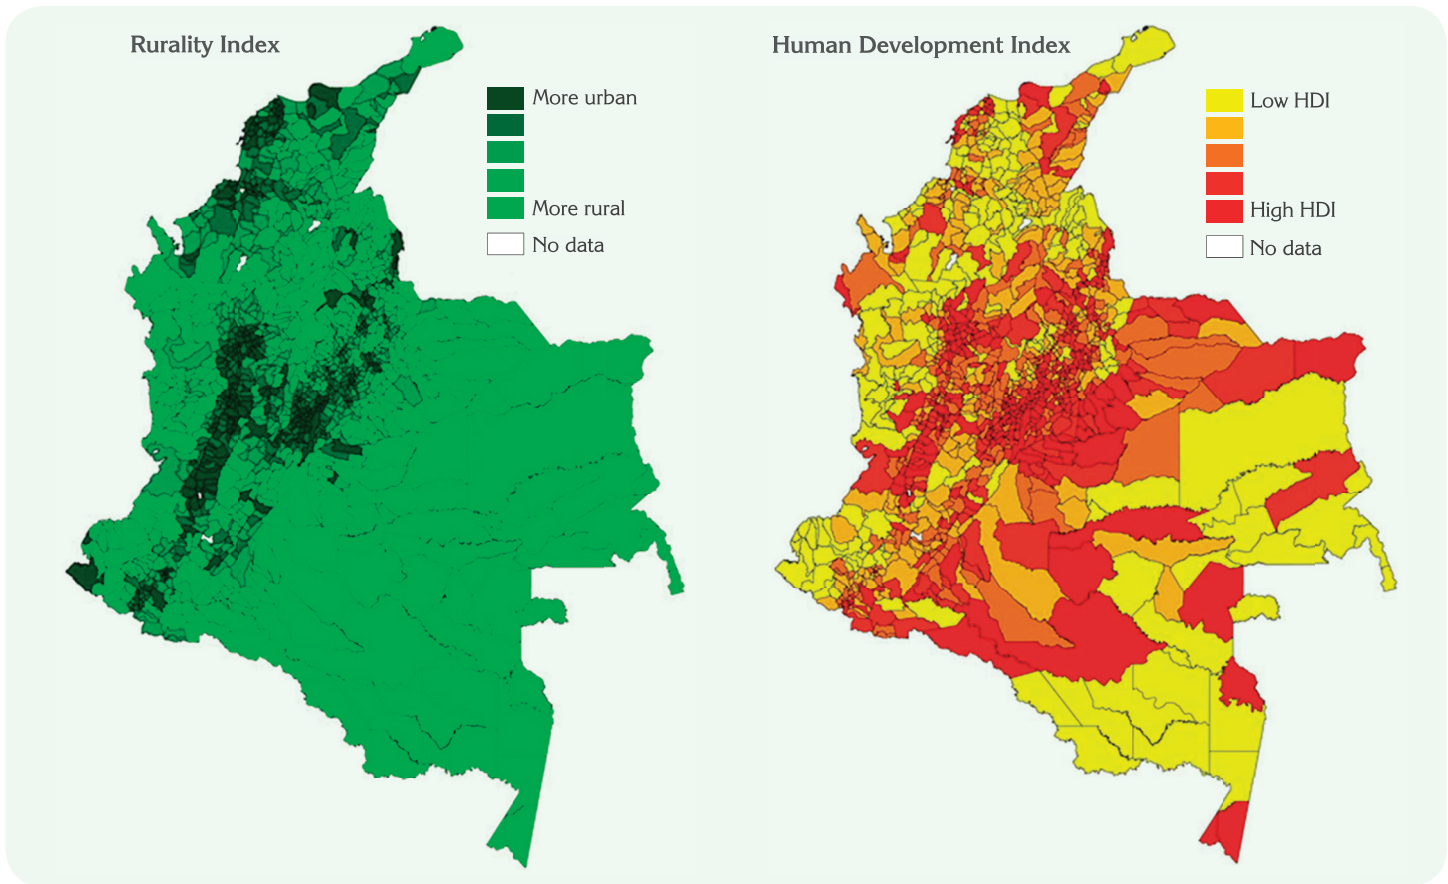 Rurality Index
More urban
More rural
No data
Human Development Index
Low HDI
High HDI
No data